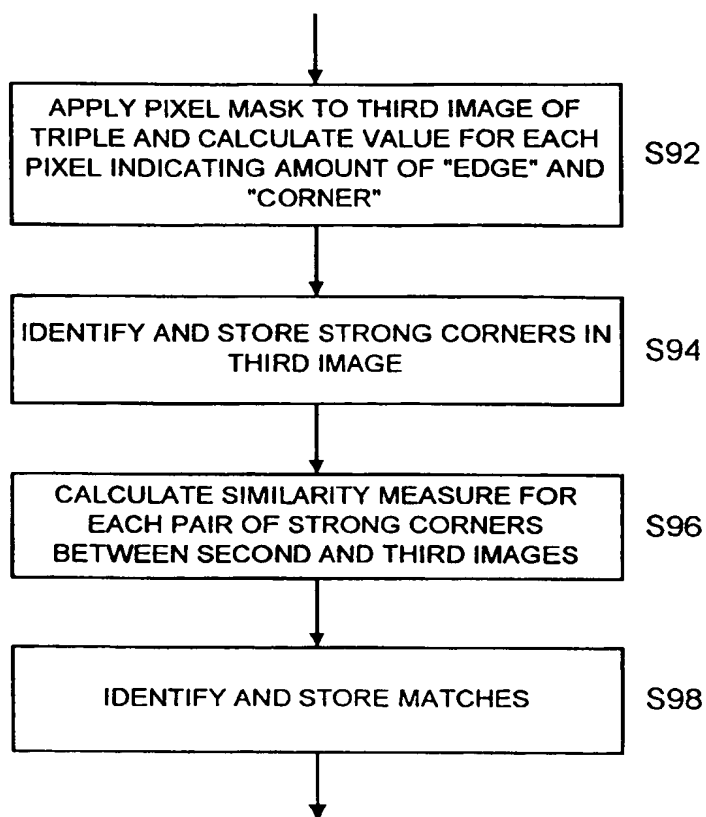 APPLY PIXEL MASK TO THIRD IMAGE OF
TRIPLE AND CALCULATE VALUE FOR EACH
PIXEL INDICATING AMOUNT OF "EDGE" AND
"CORNER"
S92
IDENTIFY AND STORE STRONG CORNERS IN
THIRD IMAGE
S94
CALCULATE SIMILARITY MEASURE FOR
EACH PAIR OF STRONG CORNERS
BETWEEN SECOND AND THIRD IMAGES
S96
IDENTIFY AND STORE MATCHES
S98